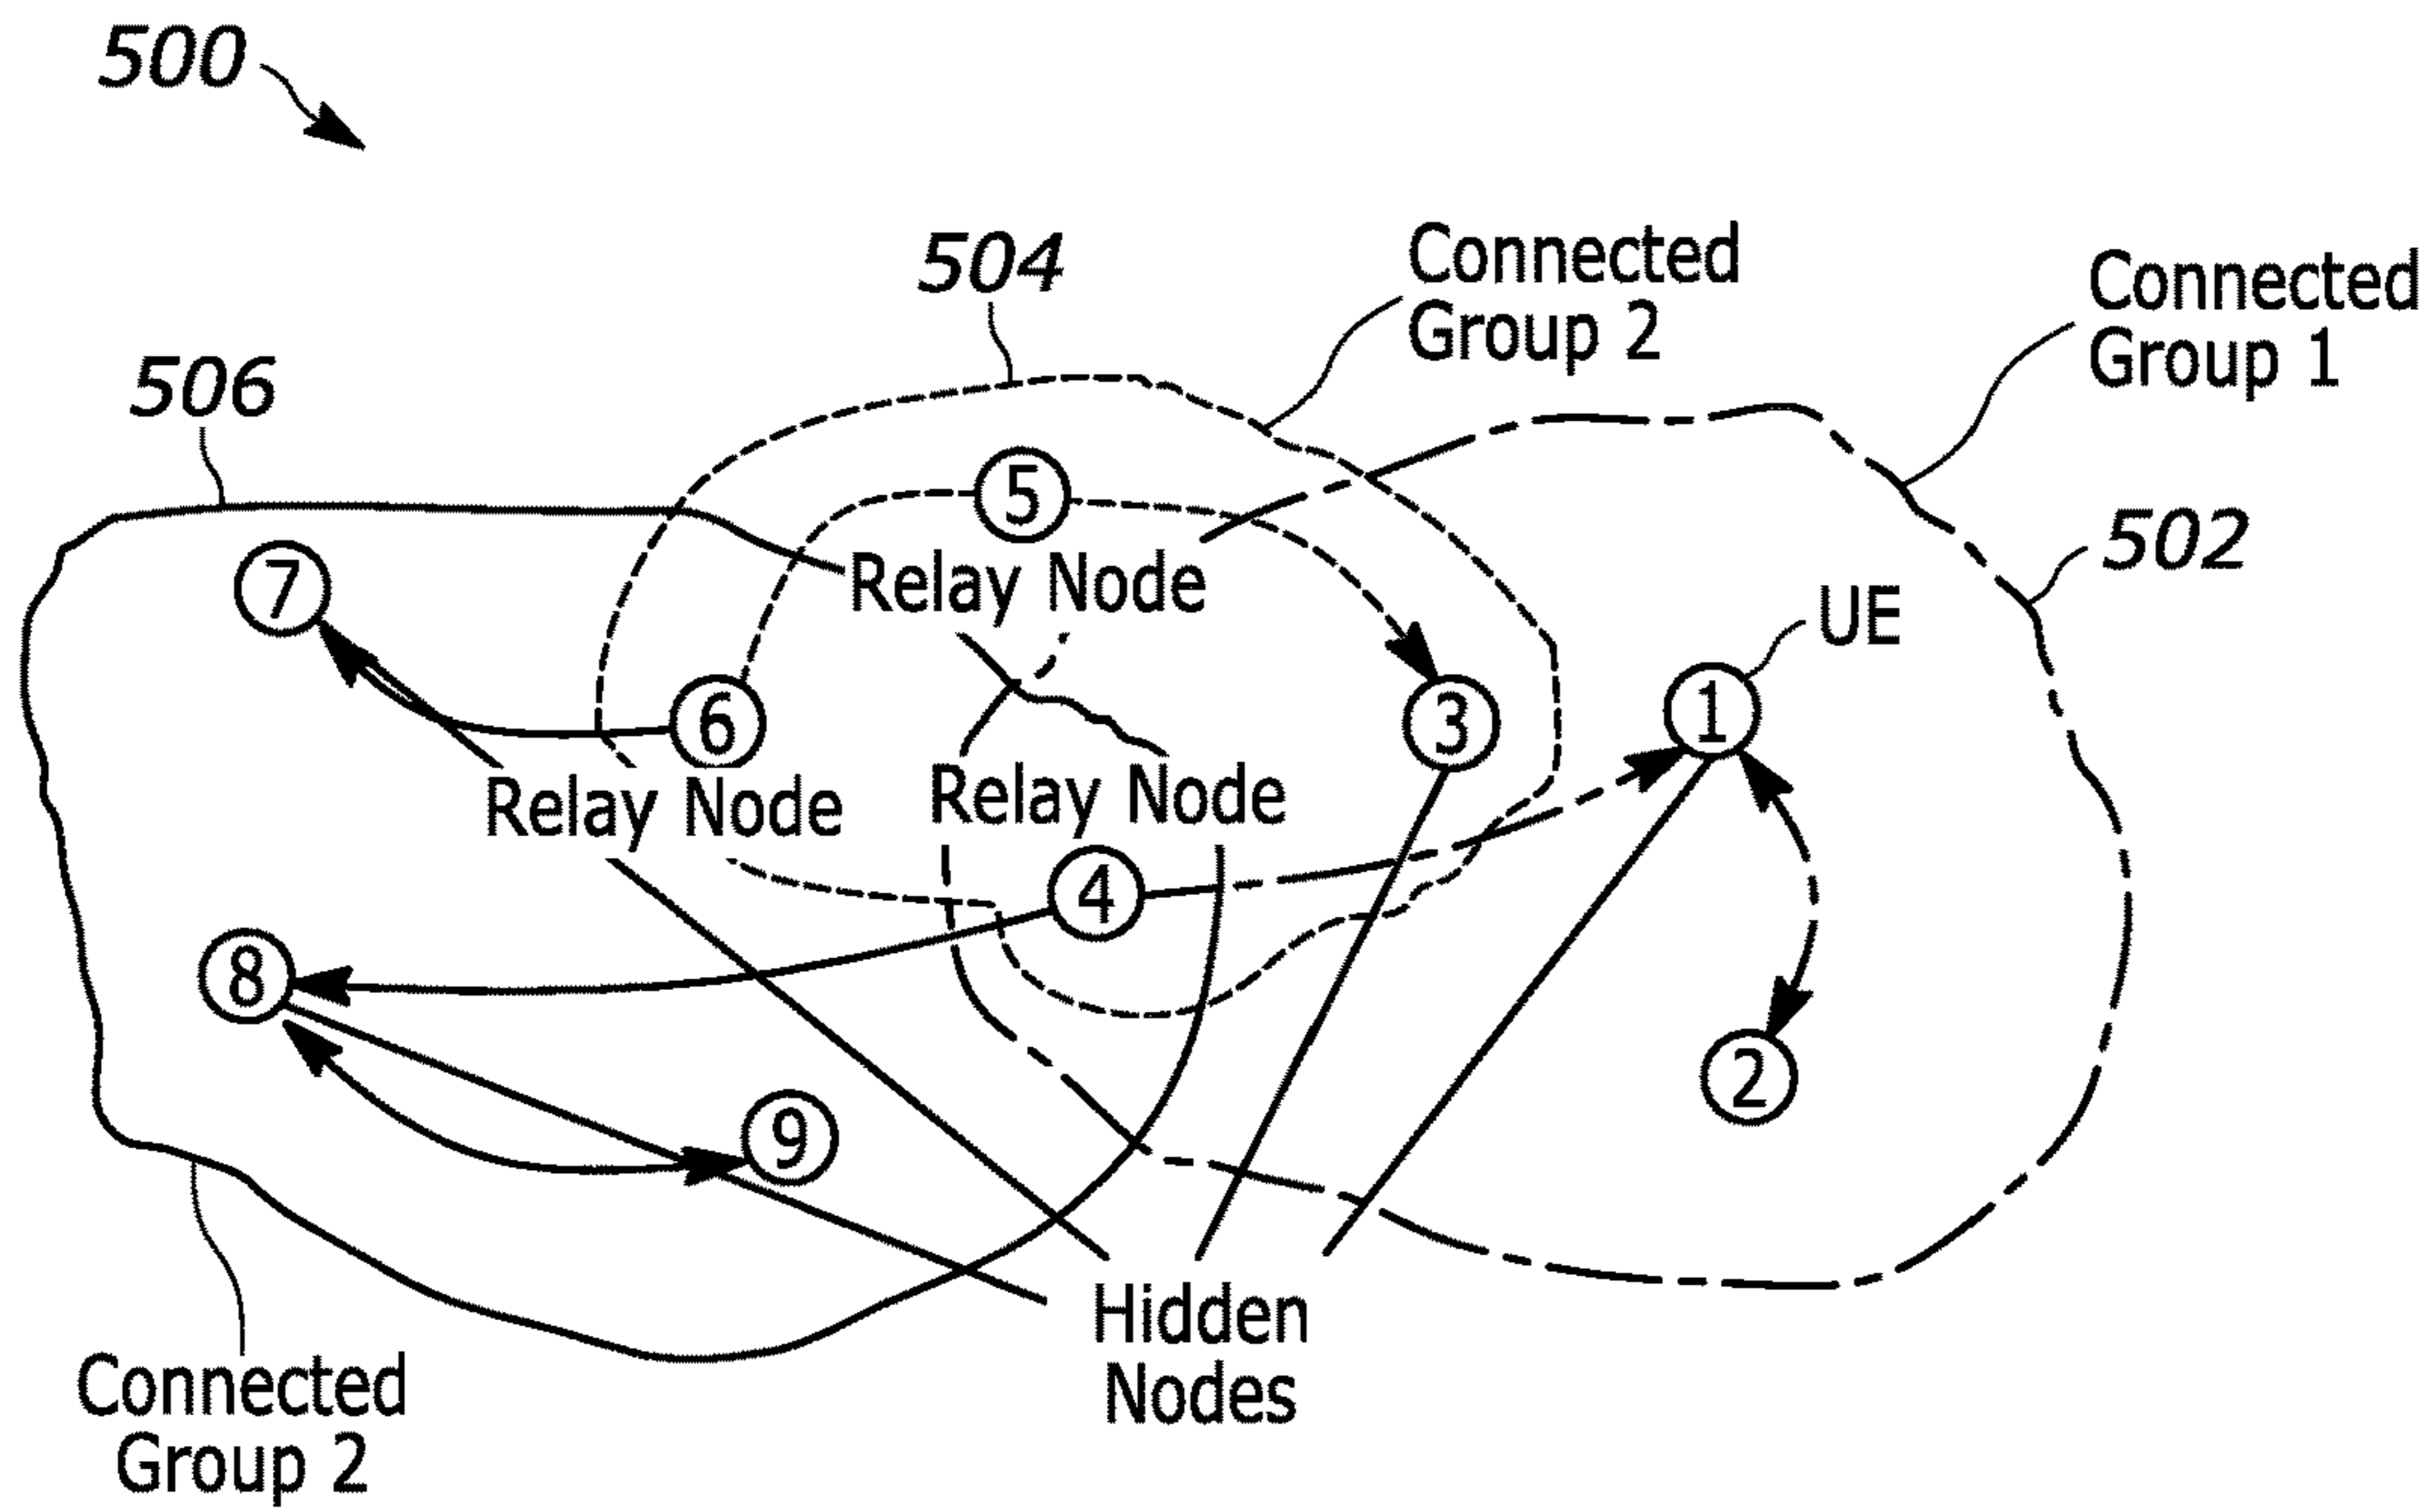 500
504
Connected
Group 2
Connected
Group 1
506
502
5
7
Relay Node
UE
6
3
1
Relay Node
Relay Node
4
8
2
9
Hidden
Nodes
Connected
Group 2